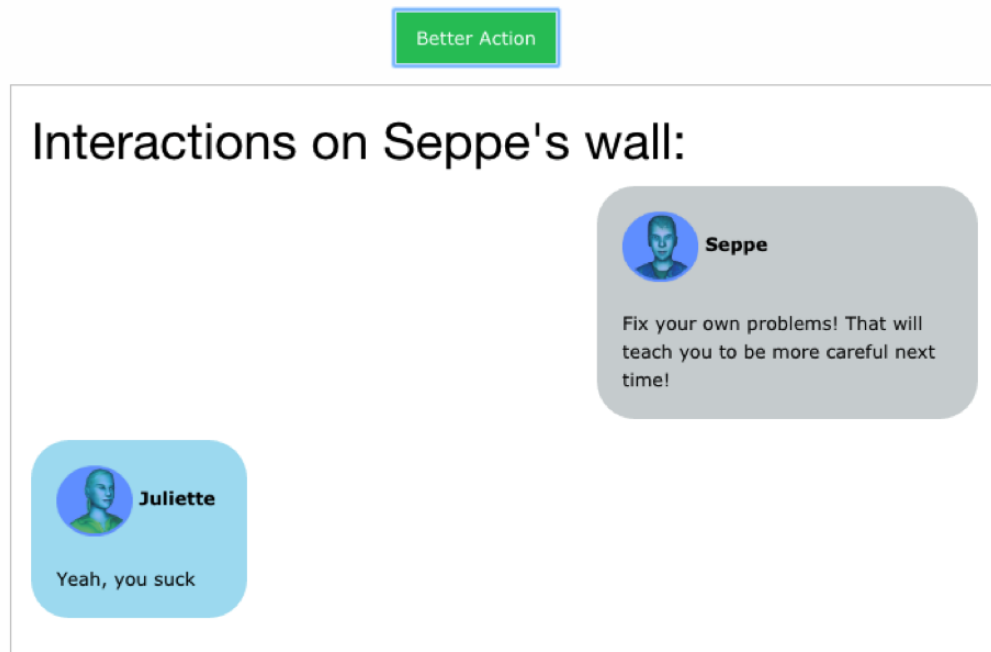 Better Action
Interactions on Seppe's wall:
Seppe
Fix your own problems! That will
teach you to be more careful next
time!
Juliette
Yeah, you suck